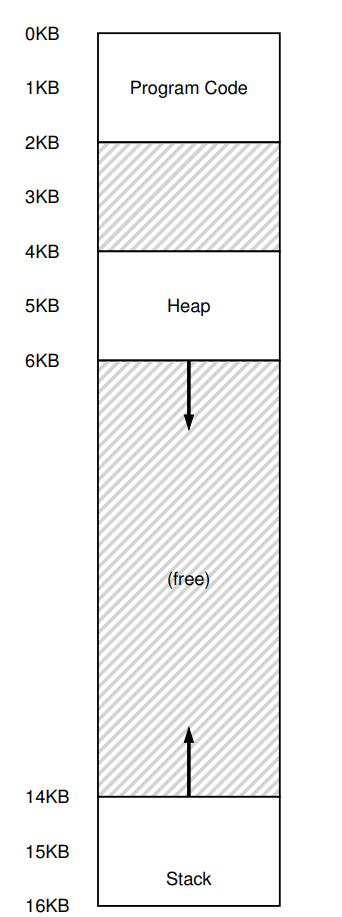 0KB
1KB
Program Code
2KB
3KB
4KB
5KB
Heap
6KB
(free)
14KB
15KB
Stack
16KB